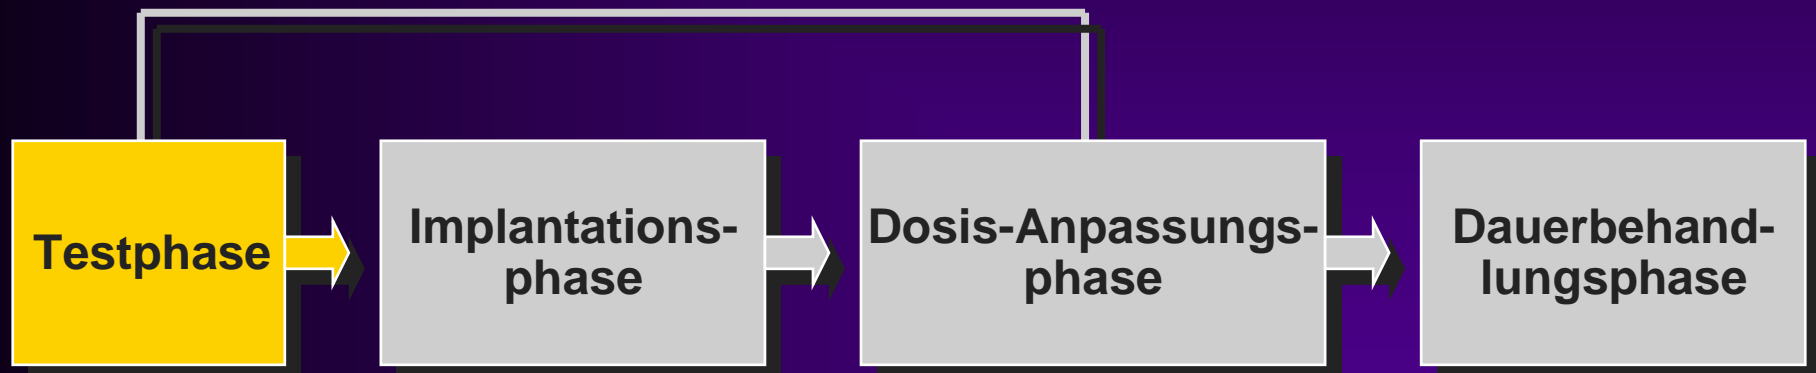 Testphase
Implantations-
phase
Dosis-Anpassungs-
phase
Dauerbehand-
lungsphase